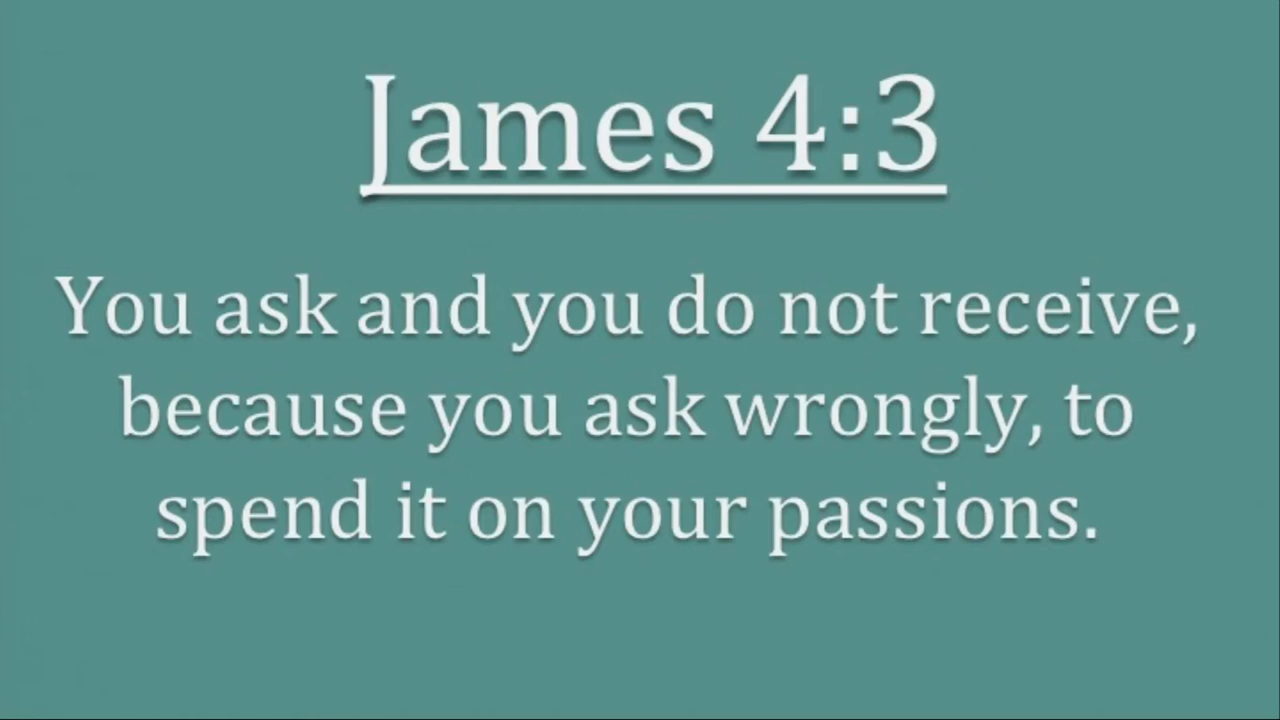 James 4:3
You ask and you do not receive,
because you ask wrongly, to
spend it on your passions.